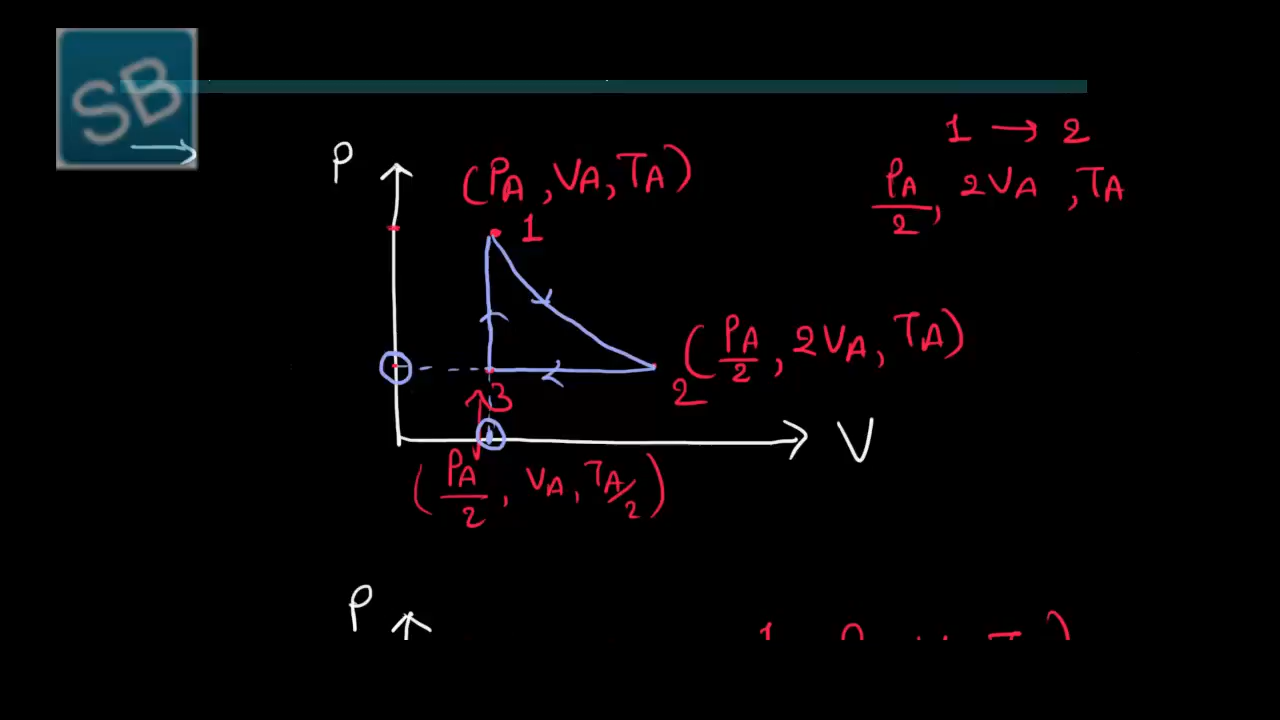 SB
1 → 2
P
(PA, VA, TA)
PA/2, 2VA, TA
1
(PA/2, 2VA, TA)
2
3
V
(PA/2, VA, TA/2)
P